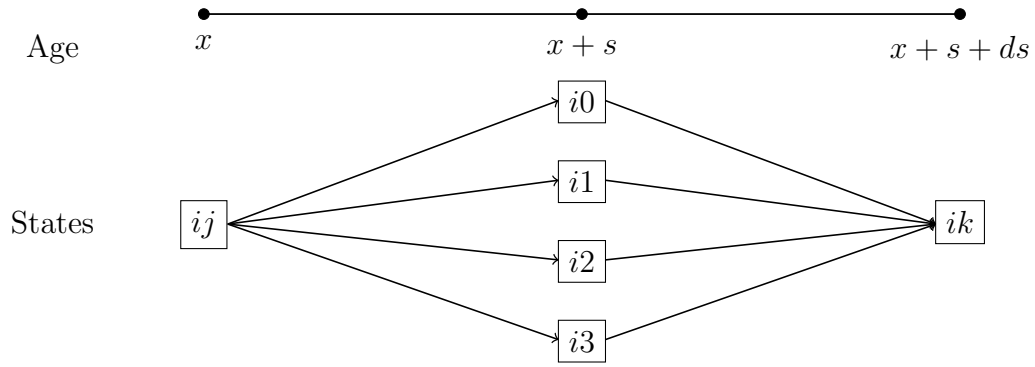 Age
x
x + s
x + s + ds
i0
i1
States
ij
ik
i2
i3